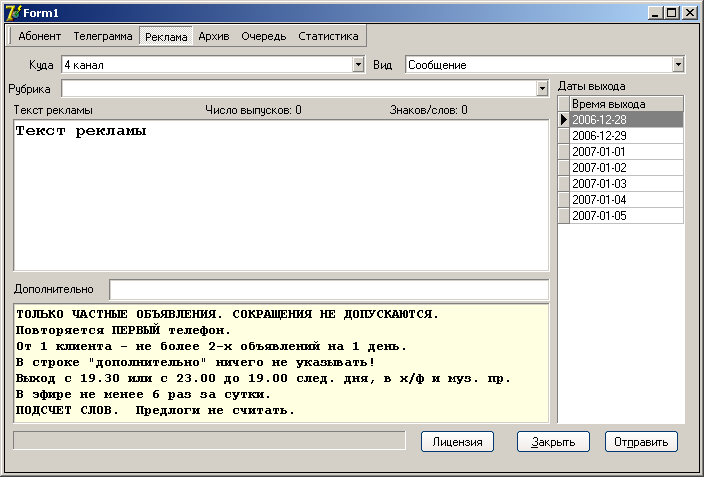 Form1
Абонент Телеграмма Реклама Архив Очередь Статистика
Куда 4 канал Вид Сообщение
Рубрика
Даты выхода
Текст рекламы Число выпусков: 0 Знаков/слов: 0
Время выхода
Текст рекламы
2006-12-28
2006-12-29
2007-01-01
2007-01-02
2007-01-03
2007-01-04
2007-01-05
Дополнительно
ТОЛЬКО ЧАСТНЫЕ ОБЪЯВЛЕНИЯ. СОКРАЩЕНИЯ НЕ ДОПУСКАЮТСЯ.
Повторяется ПЕРВЫЙ телефон.
От 1 клиента - не более 2-х объявлений на 1 день.
В строке "дополнительно" ничего не указывать!
Выход с 19.30 или с 23.00 до 19.00 след. дня, в х/ф и муз. пр.
В эфире не менее 6 раз за сутки.
ПОДСЧЕТ СЛОВ. Предлоги не считать.
Лицензия Закрыть Отправить